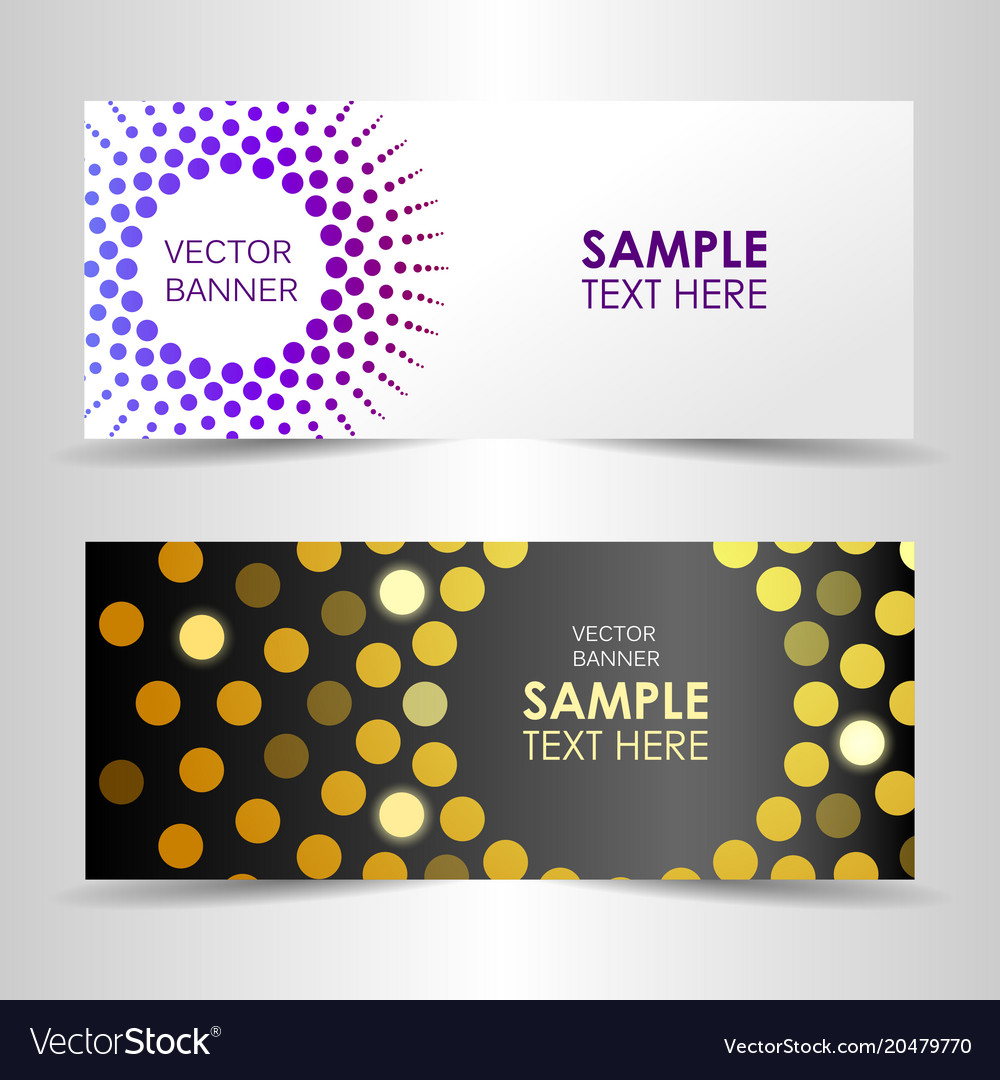 VECTOR
BANNER
SAMPLE
TEXT HERE
VECTOR
BANNER
SAMPLE
TEXT HERE
VectorStock®
VectorStock.com/20479770